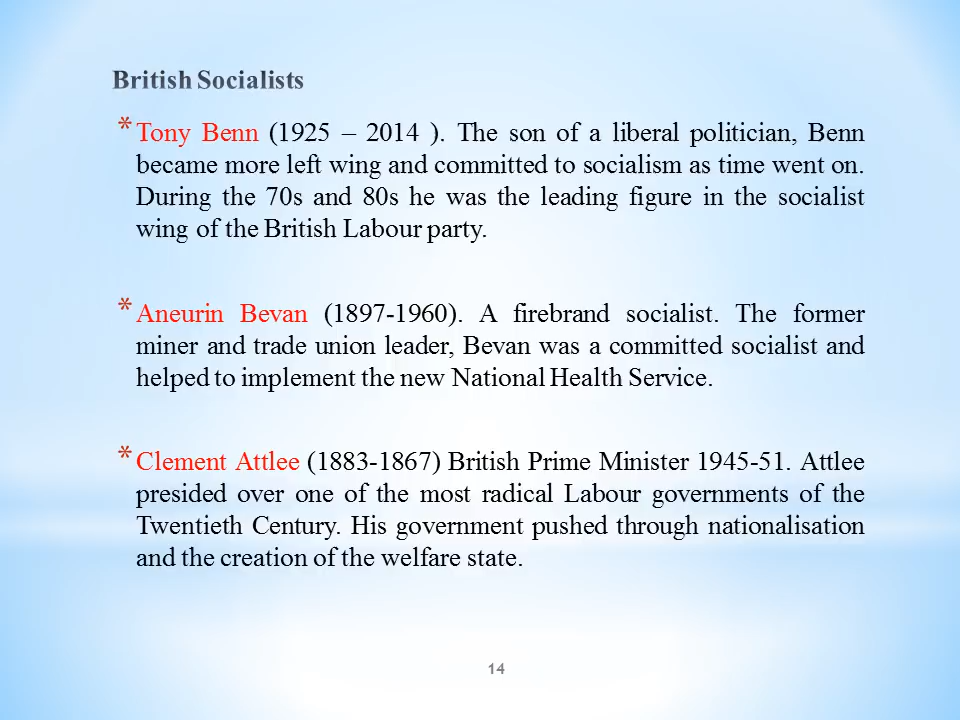 British Socialists
* Tony Benn (1925 – 2014 ). The son of a liberal politician, Benn
became more left wing and committed to socialism as time went on.
During the 70s and 80s he was the leading figure in the socialist
wing of the British Labour party.
* Aneurin Bevan (1897-1960). A firebrand socialist. The former
miner and trade union leader, Bevan was a committed socialist and
helped to implement the new National Health Service.
* Clement Attlee (1883-1867) British Prime Minister 1945-51. Attlee
presided over one of the most radical Labour governments of the
Twentieth Century. His government pushed through nationalisation
and the creation of the welfare state.
14